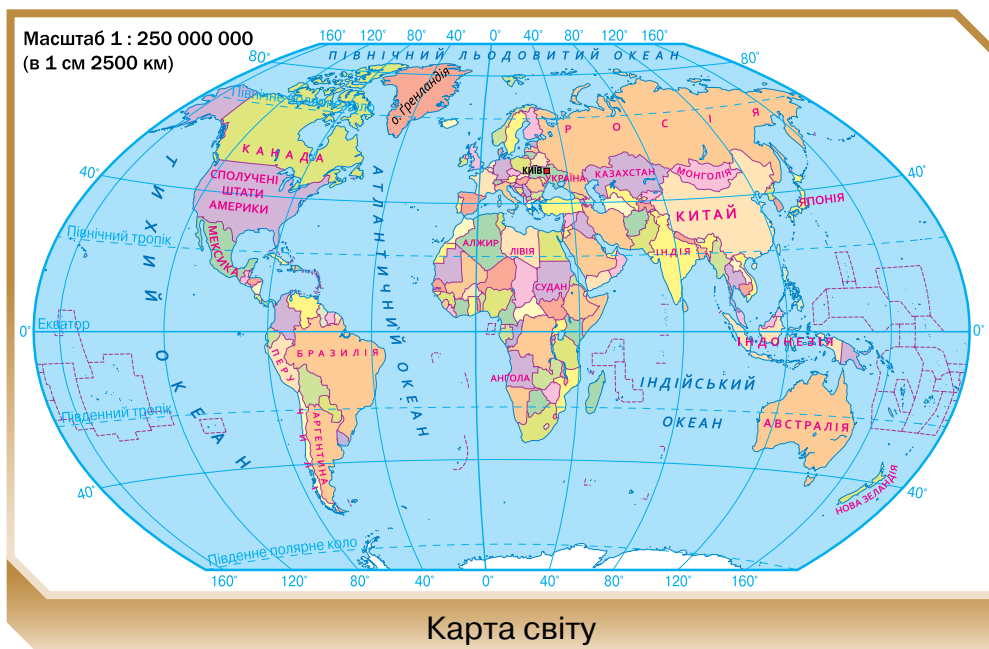 Масштаб 1 : 250 000 000
(в 1 см 2500 км)
160° 120° 80° 40° 0° 40° 80° 120° 160°
80° 80°
ПІВНІЧНИЙ ЛЬОДОВИТИЙ ОКЕАН
о. Ґренландія
Північне полярне коло
РОСІЯ
КАНАДА
40° 40°
СПОЛУЧЕНІ
ШТАТИ
АМЕРИКИ
КИЇВ
УКРАЇНА
КАЗАХСТАН
МОНГОЛІЯ
ЯПОНІЯ
КИТАЙ
ТИХИЙ ОКЕАН
АТЛАНТИЧНИЙ ОКЕАН
Північний тропік
МЕКСИКА
АЛЖИР
ЛІВІЯ
ІНДІЯ
СУДАН
0° Екватор 0°
ІНДОНЕЗІЯ
БРАЗИЛІЯ
ПЕРУ
АНГОЛА
ІНДІЙСЬКИЙ
ОКЕАН
Південний тропік
АРГЕНТИНА
АВСТРАЛІЯ
НОВА ЗЕЛАНДІЯ
40° 40°
Південне полярне коло
160° 120° 80° 40° 0° 40° 80° 120° 160°
Карта світу